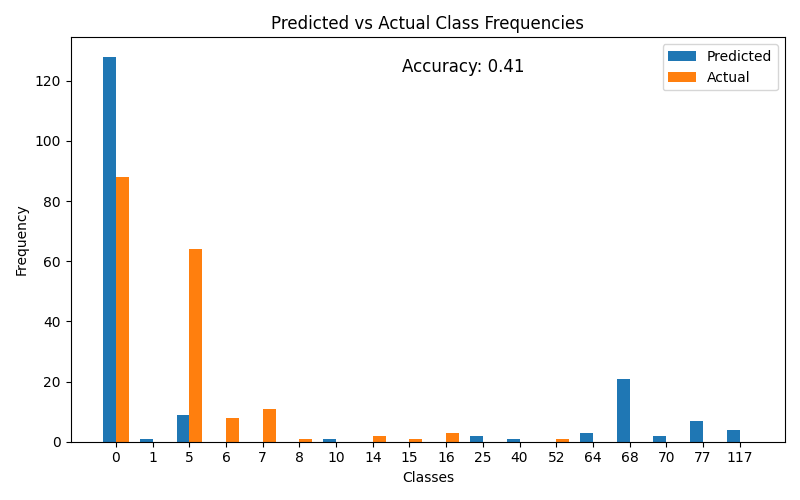 Predicted vs Actual Class Frequencies
Accuracy: 0.41
Predicted
Actual
Frequency
120
100
80
60
40
20
0
0 1 5 6 7 8 10 14 15 16 25 40 52 64 68 70 77 117
Classes